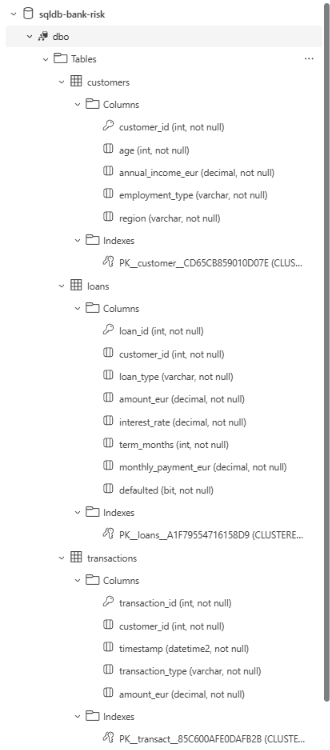 sqldb-bank-risk
dbo
Tables
customers
Columns
customer_id (int, not null)
age (int, not null)
annual_income_eur (decimal, not null)
employment_type (varchar, not null)
region (varchar, not null)
Indexes
PK__customer__CD65CB859010D07E (CLUS...
loans
Columns
loan_id (int, not null)
customer_id (int, not null)
loan_type (varchar, not null)
amount_eur (decimal, not null)
interest_rate (decimal, not null)
term_months (int, not null)
monthly_payment_eur (decimal, not null)
defaulted (bit, not null)
Indexes
PK__loans__A1F79554716158D9 (CLUSTERE...
transactions
Columns
transaction_id (int, not null)
customer_id (int, not null)
timestamp (datetime2, not null)
transaction_type (varchar, not null)
amount_eur (decimal, not null)
Indexes
PK__transact__85C600AFE0DAFB2B (CLUSTE...